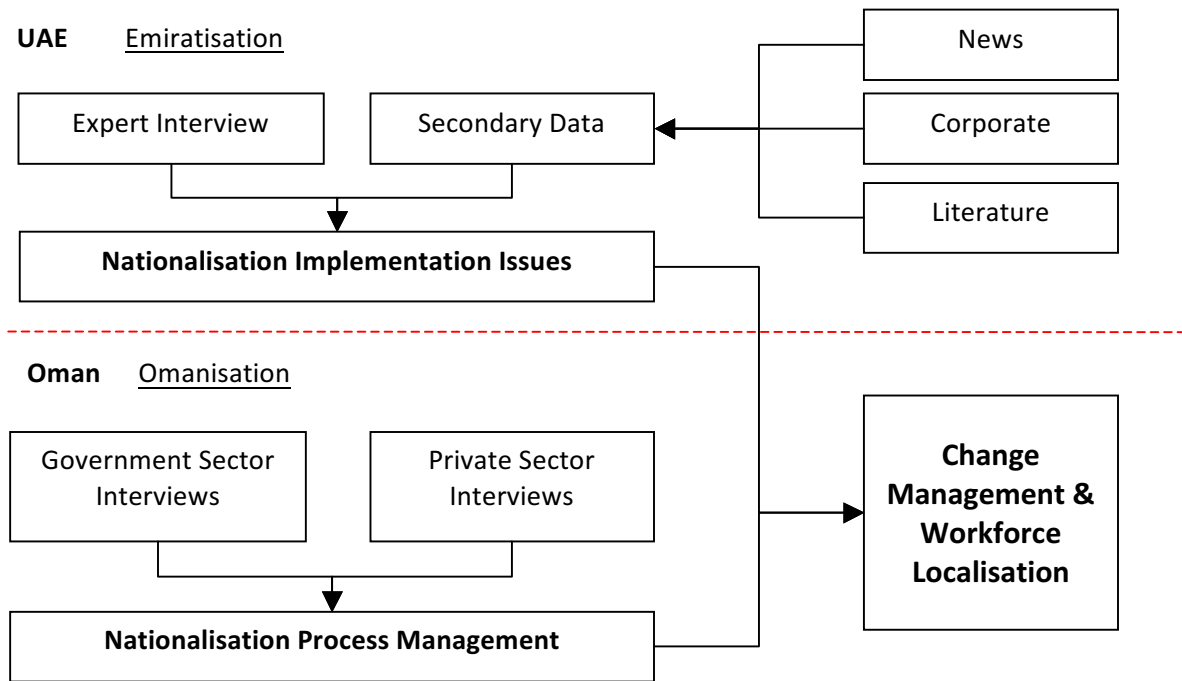 UAE Emiratisation
News
Expert Interview
Secondary Data
Corporate
Literature
Nationalisation Implementation Issues
Oman Omanisation
Government Sector
Interviews
Private Sector
Interviews
Change
Management &
Workforce
Localisation
Nationalisation Process Management